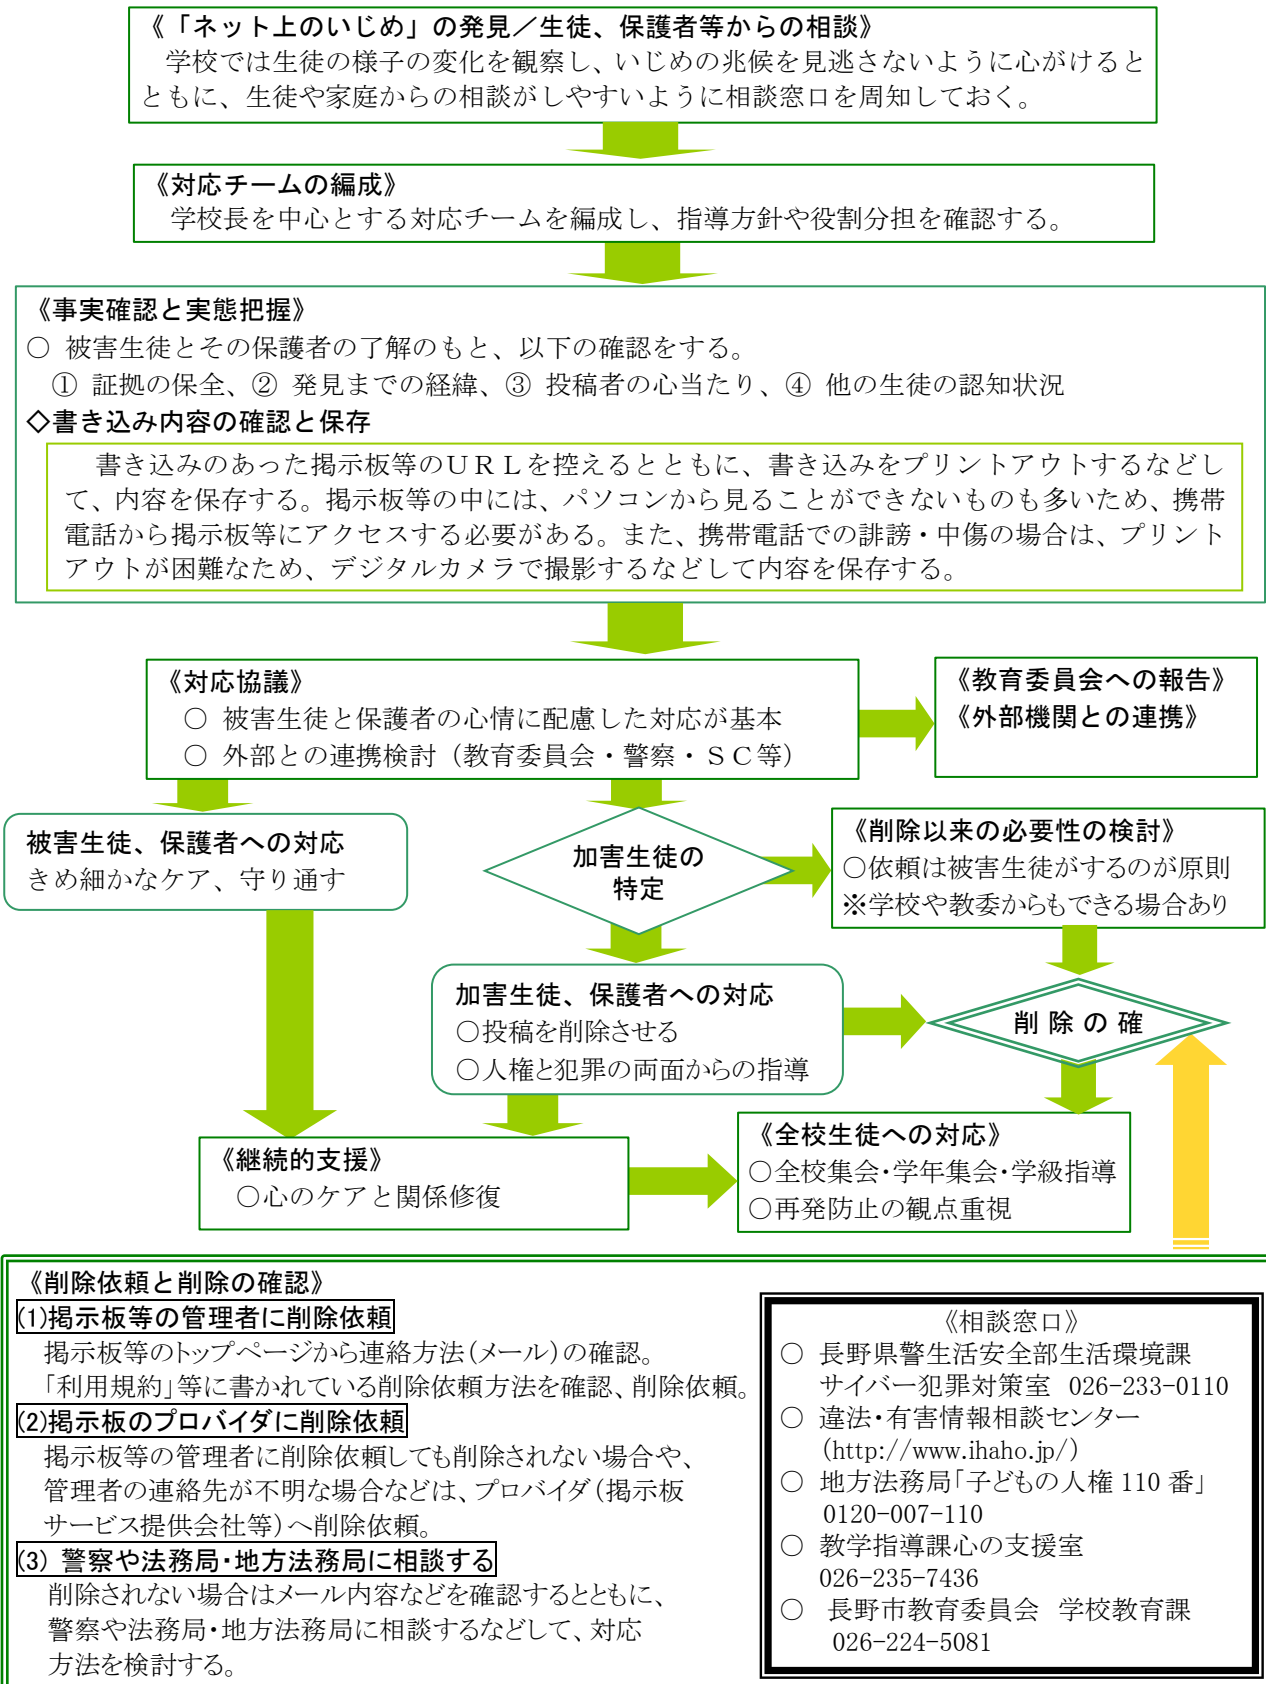 《「ネット上のいじめ」の発見／生徒、保護者等からの相談》
学校では生徒の様子の変化を観察し、いじめの兆候を見逃さないように心がけると
ともに、生徒や家庭からの相談がしやすいように相談窓口を周知しておく。
《対応チームの編成》
学校長を中心とする対応チームを編成し、指導方針や役割分担を確認する。
《事実確認と実態把握》
○ 被害生徒とその保護者の了解のもと、以下の確認をする。
① 証拠の保全、② 発見までの経緯、③ 投稿者の心当たり、④ 他の生徒の認知状況
◇書き込み内容の確認と保存
書き込みのあった掲示板等のＵＲＬを控えるとともに、書き込みをプリントアウトするなどし
て、内容を保存する。掲示板等の中には、パソコンから見ることができないものも多いため、携帯
電話から掲示板等にアクセスする必要がある。また、携帯電話での誹謗・中傷の場合は、プリント
アウトが困難なため、デジタルカメラで撮影するなどして内容を保存する。
《対応協議》
○ 被害生徒と保護者の心情に配慮した対応が基本
○ 外部との連携検討（教育委員会・警察・ＳＣ等）
《教育委員会への報告》
《外部機関との連携》
被害生徒、保護者への対応
きめ細かなケア、守り通す
加害生徒の
特定
《削除以来の必要性の検討》
○依頼は被害生徒がするのが原則
※学校や教委からもできる場合あり
加害生徒、保護者への対応
○投稿を削除させる
○人権と犯罪の両面からの指導
削 除 の 確
《継続的支援》
○心のケアと関係修復
《全校生徒への対応》
○全校集会・学年集会・学級指導
○再発防止の観点重視
《削除依頼と削除の確認》
(1)掲示板等の管理者に削除依頼
掲示板等のトップページから連絡方法（メール）の確認。
「利用規約」等に書かれている削除依頼方法を確認、削除依頼。
(2)掲示板のプロバイダに削除依頼
掲示板等の管理者に削除依頼しても削除されない場合や、
管理者の連絡先が不明な場合などは、プロバイダ（掲示板
サービス提供会社等）へ削除依頼。
(3) 警察や法務局・地方法務局に相談する
削除されない場合はメール内容などを確認するとともに、
警察や法務局・地方法務局に相談するなどして、対応
方法を検討する。
《相談窓口》
○ 長野県警生活安全部生活環境課
サイバー犯罪対策室 026-233-0110
○ 違法・有害情報相談センター
(http://www.ihaho.jp/)
○ 地方法務局「子どもの人権 110 番」
0120-007-110
○ 教学指導課心の支援室
026-235-7436
○ 長野市教育委員会 学校教育課
026-224-5081